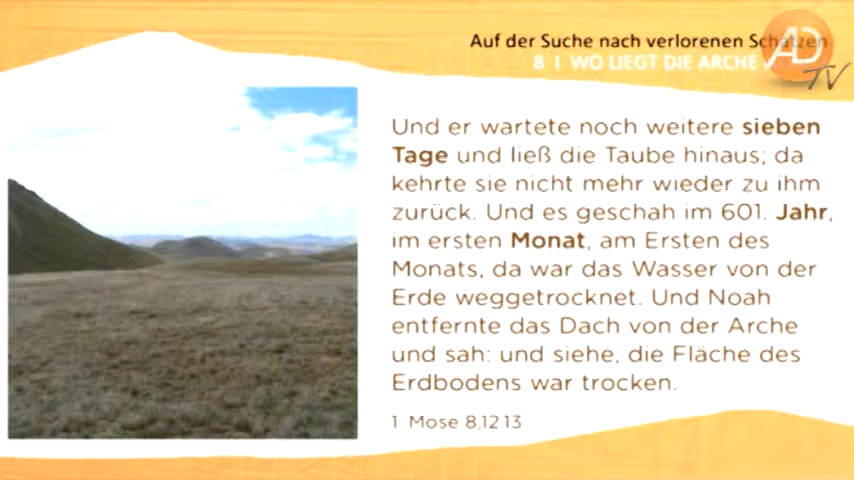 Auf der Suche nach verlorenen Schätzen
8 | WO LIEGT DIE ARCHE
AD
TV
Und er wartete noch weitere sieben
Tage und ließ die Taube hinaus; da
kehrte sie nicht mehr wieder zu ihm
zurück. Und es geschah im 601. Jahr,
im ersten Monat, am Ersten des
Monats, da war das Wasser von der
Erde weggetrocknet. Und Noah
entfernte das Dach von der Arche
und sah: und siehe, die Fläche des
Erdbodens war trocken.
1. Mose 8,12.13